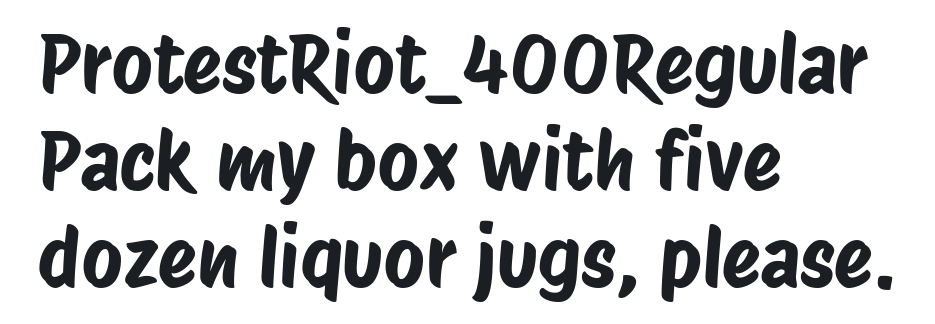 ProtestRiot_400Regular
Pack my box with five
dozen liquor jugs, please.